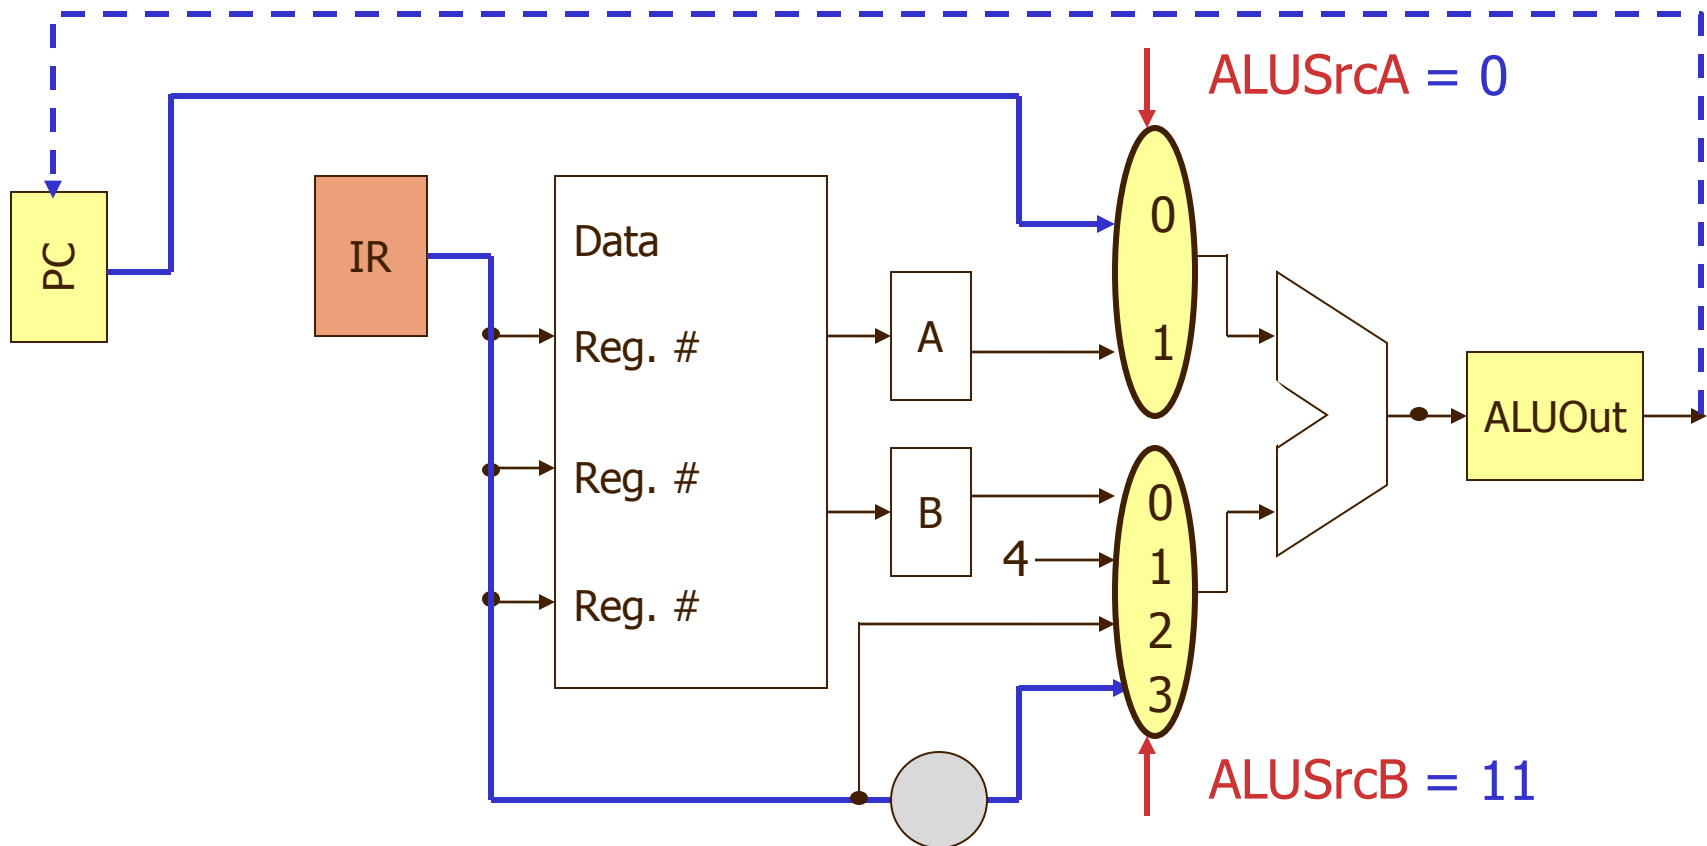 ALUSrcA = 0
PC
IR
Data
Reg. #
Reg. #
Reg. #
A
B
4
0
1
0
1
2
3
ALUOut
ALUSrcB = 11